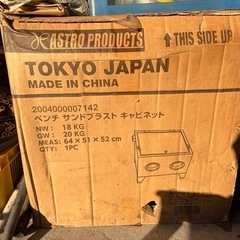 ASTRO PRODUCTS
↑ THIS SIDE UP
TOKYO JAPAN
MADE IN CHINA
2004000007142
ベンチ サンドブラスト キャビネット
NW : 18 KG
GW : 20 KG
MEAS: 64 × 51 × 52 cm
QTY : 1PC